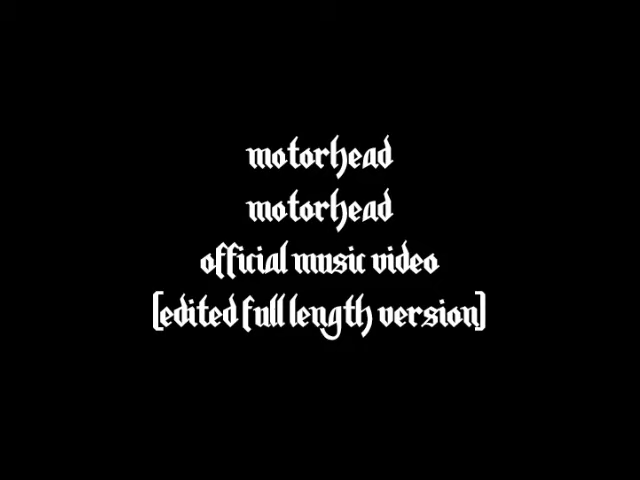 motorhead
motorhead
official music video
[edited full length version]